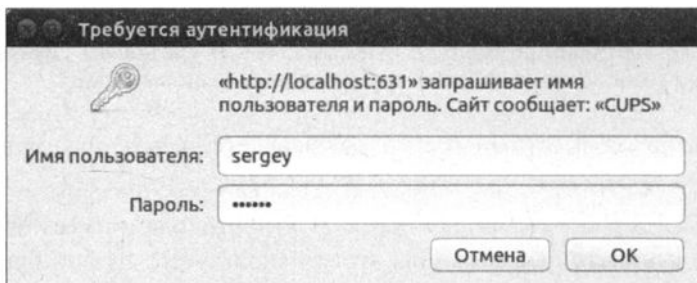 Требуется аутентификация
«http://localhost:631» запрашивает имя
пользователя и пароль. Сайт сообщает: «CUPS»
Имя пользователя: sergey
Пароль: ••••••
Отмена OK